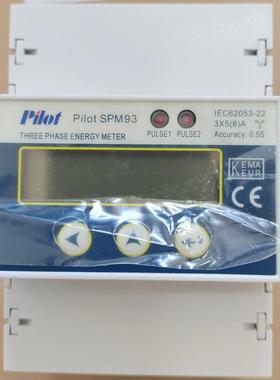 Pilot Pilot SPM93
THREE PHASE ENERGY METER
PULSE1 PULSE2
IEC62053-22
3X5(6)A
Accuracy: 0.5S
KEMA
KEUR
CE